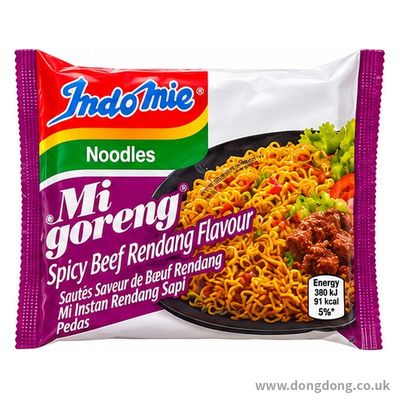 Indomie
Noodles
Mi
goreng®
Spicy Beef Rendang Flavour
Sautés Saveur de Bœuf Rendang
Mi Instan Rendang Sapi
Pedas
Energy
380 kJ
91 kcal
5%*
www.dongdong.co.uk